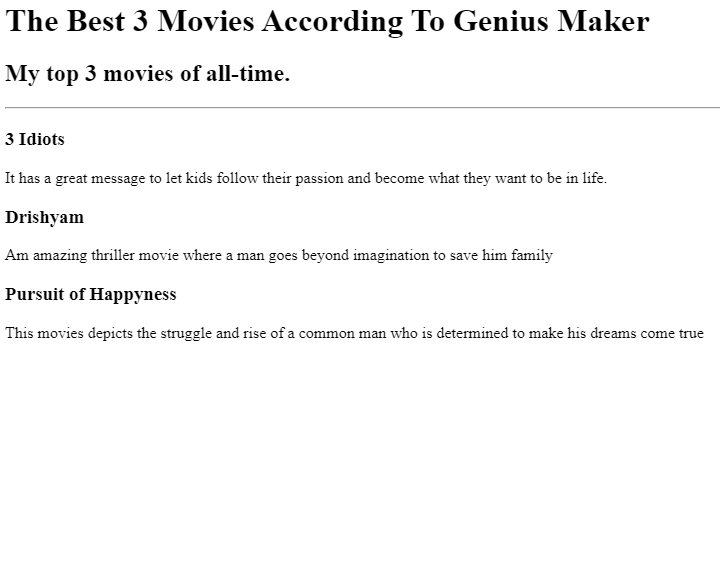 The Best 3 Movies According To Genius Maker
My top 3 movies of all-time.
3 Idiots
It has a great message to let kids follow their passion and become what they want to be in life.
Drishyam
Am amazing thriller movie where a man goes beyond imagination to save him family
Pursuit of Happyness
This movies depicts the struggle and rise of a common man who is determined to make his dreams come true